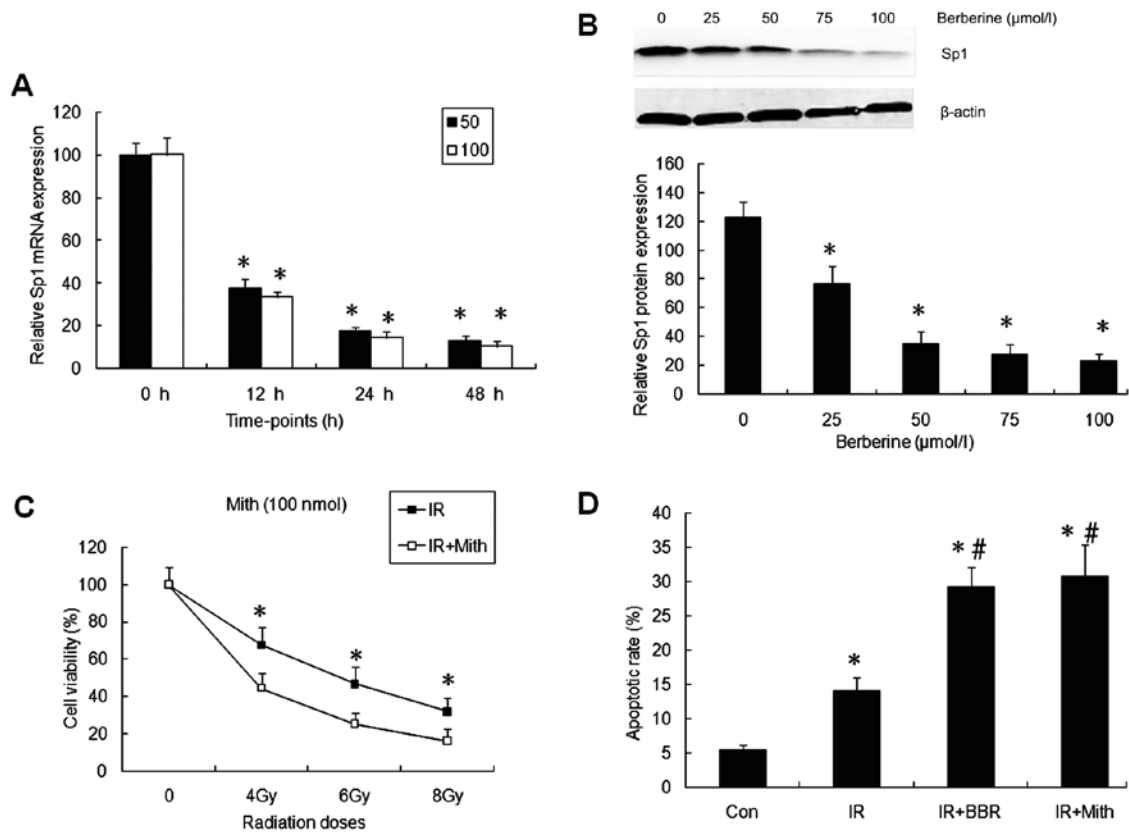 A
Relative Sp1 mRNA expression
120
100
80
60
40
20
0
50
100
* * * * * *
0 h 12 h 24 h 48 h
Time-points (h)
B
0 25 50 75 100 Berberine (μmol/l)
Sp1
β-actin
Relative Sp1 protein expression
160
140
120
100
80
60
40
20
0
* * * *
0 25 50 75 100
Berberine (μmol/l)
C
Mith (100 nmol)
IR
IR+Mith
Cell viability (%)
120
100
80
60
40
20
0
* * *
0 4Gy 6Gy 8Gy
Radiation doses
D
Apoptotic rate (%)
40
35
30
25
20
15
10
5
0
* *# *#
Con IR IR+BBR IR+Mith